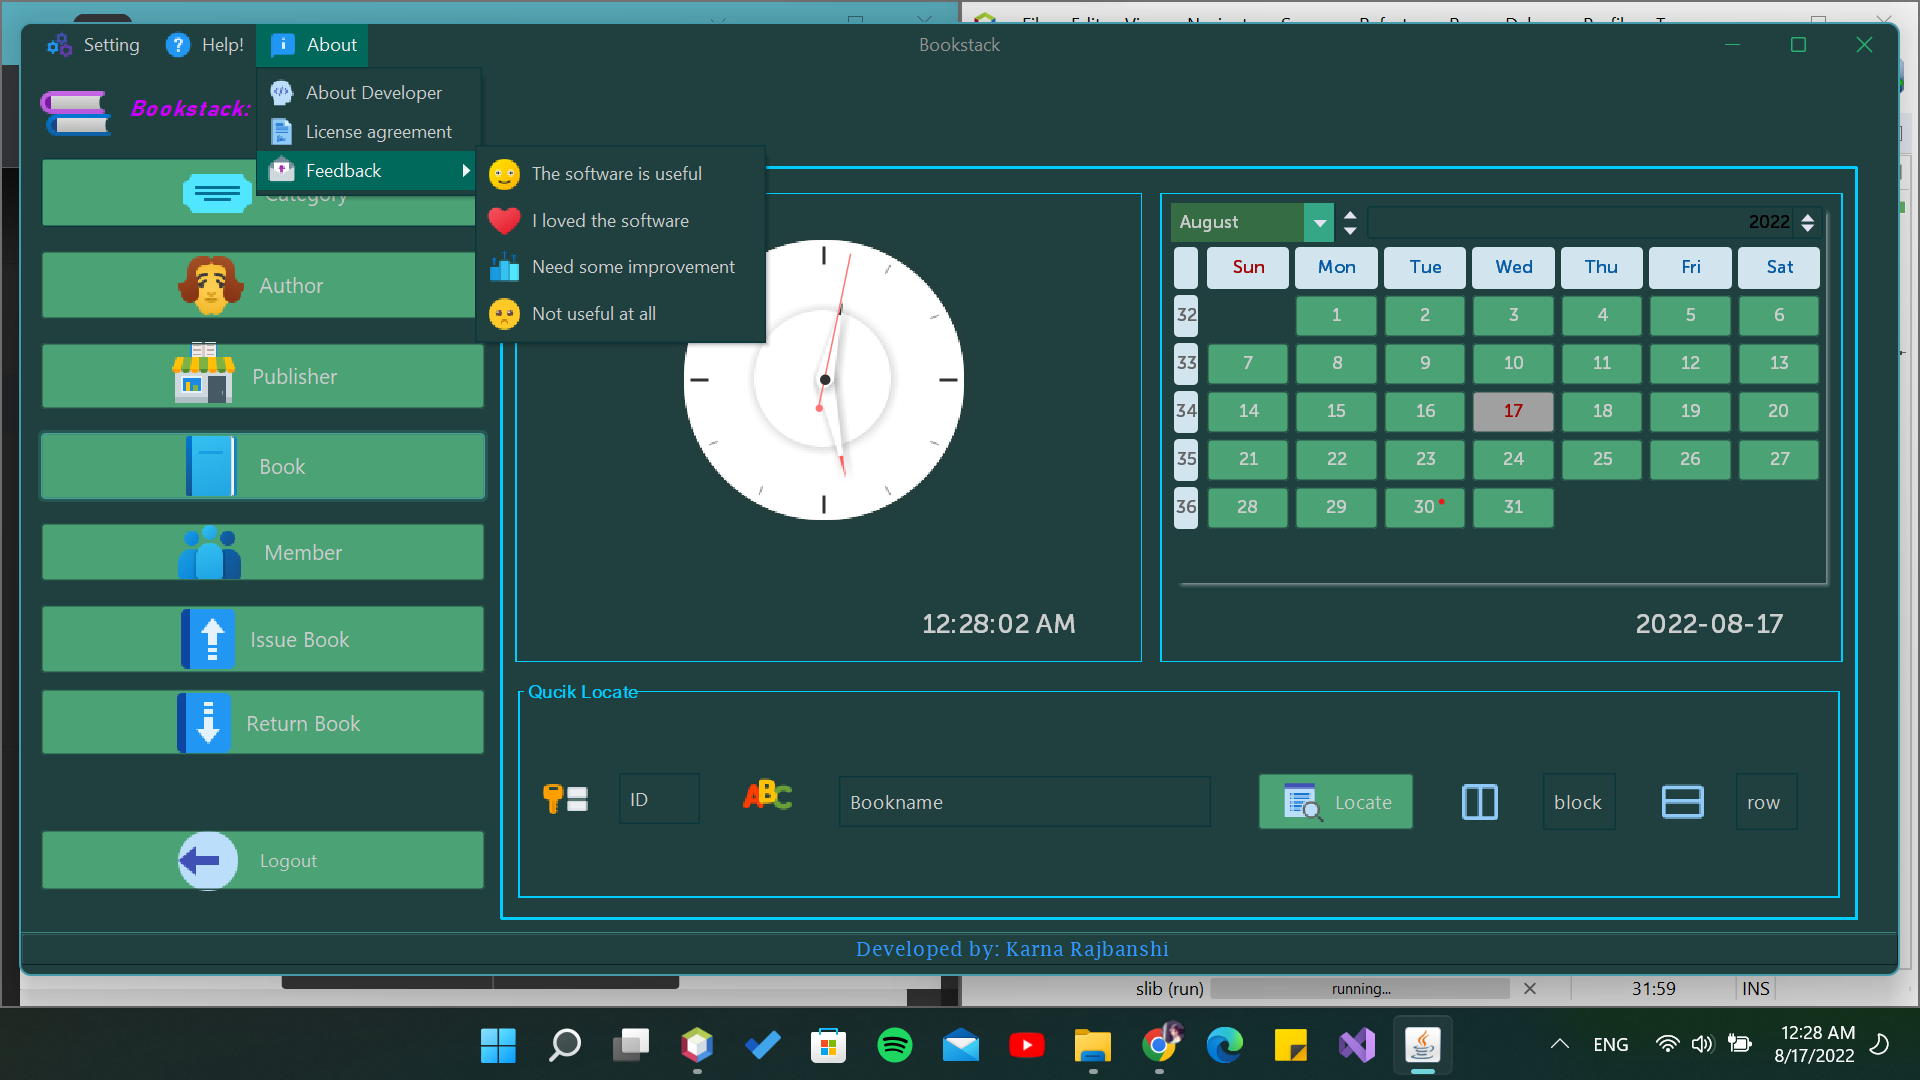 Setting Help! About
Bookstack
Bookstack:
About Developer
License agreement
Feedback
The software is useful
I loved the software
Need some improvement
Not useful at all
Category
Author
Publisher
Book
Member
Issue Book
Return Book
Logout
12:28:02 AM
August 2022
Sun Mon Tue Wed Thu Fri Sat
32 1 2 3 4 5 6
33 7 8 9 10 11 12 13
34 14 15 16 17 18 19 20
35 21 22 23 24 25 26 27
36 28 29 30 31
2022-08-17
Qucik Locate
ID
ABC
Bookname
Locate
block
row
Developed by: Karna Rajbanshi
slib (run) running... 31:59 INS
ENG
12:28 AM
8/17/2022